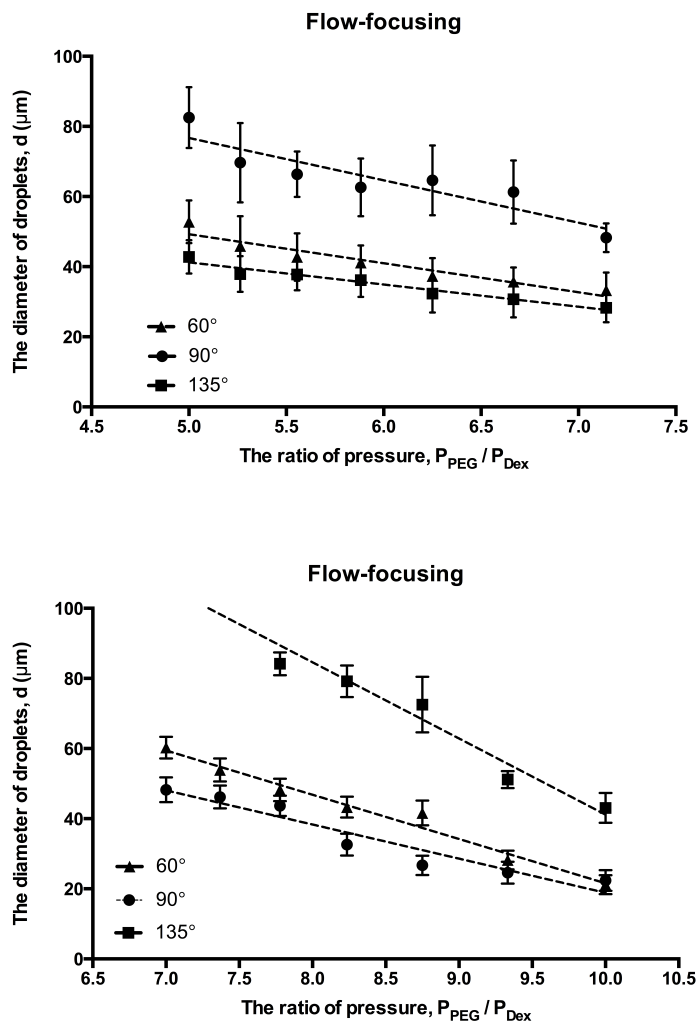 Flow-focusing
The diameter of droplets, d (μm)
100
80
60
40
20
0
60°
90°
135°
4.5 5.0 5.5 6.0 6.5 7.0 7.5
The ratio of pressure, PPEG / PDex
Flow-focusing
The diameter of droplets, d (μm)
100
80
60
40
20
0
60°
90°
135°
6.5 7.0 7.5 8.0 8.5 9.0 9.5 10.0 10.5
The ratio of pressure, PPEG / PDex